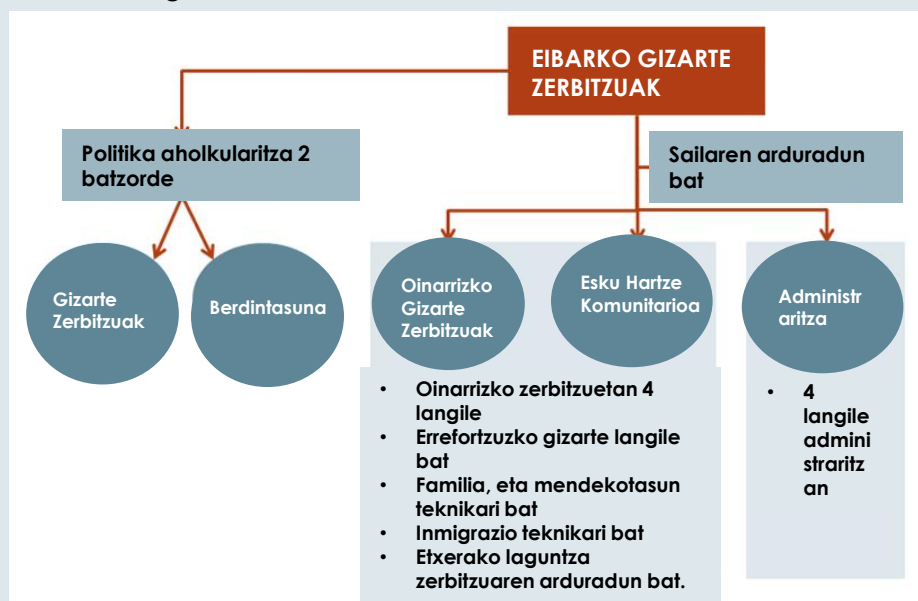 EIBARKO GIZARTE
ZERBITZUAK
Politika aholkularitza 2
batzorde
Sailaren arduradun
bat
Gizarte
Zerbitzuak
Berdintasuna
Oinarrizko
Gizarte
Zerbitzuak
Esku Hartze
Komunitarioa
Administr
aritza
• Oinarrizko zerbitzuetan 4
langile
• Errefortzuzko gizarte langile
bat
• Familia, eta mendekotasun
teknikari bat
• Inmigrazio teknikari bat
• Etxerako laguntza
zerbitzuaren arduradun bat.
• 4
langile
admini
straritz
an